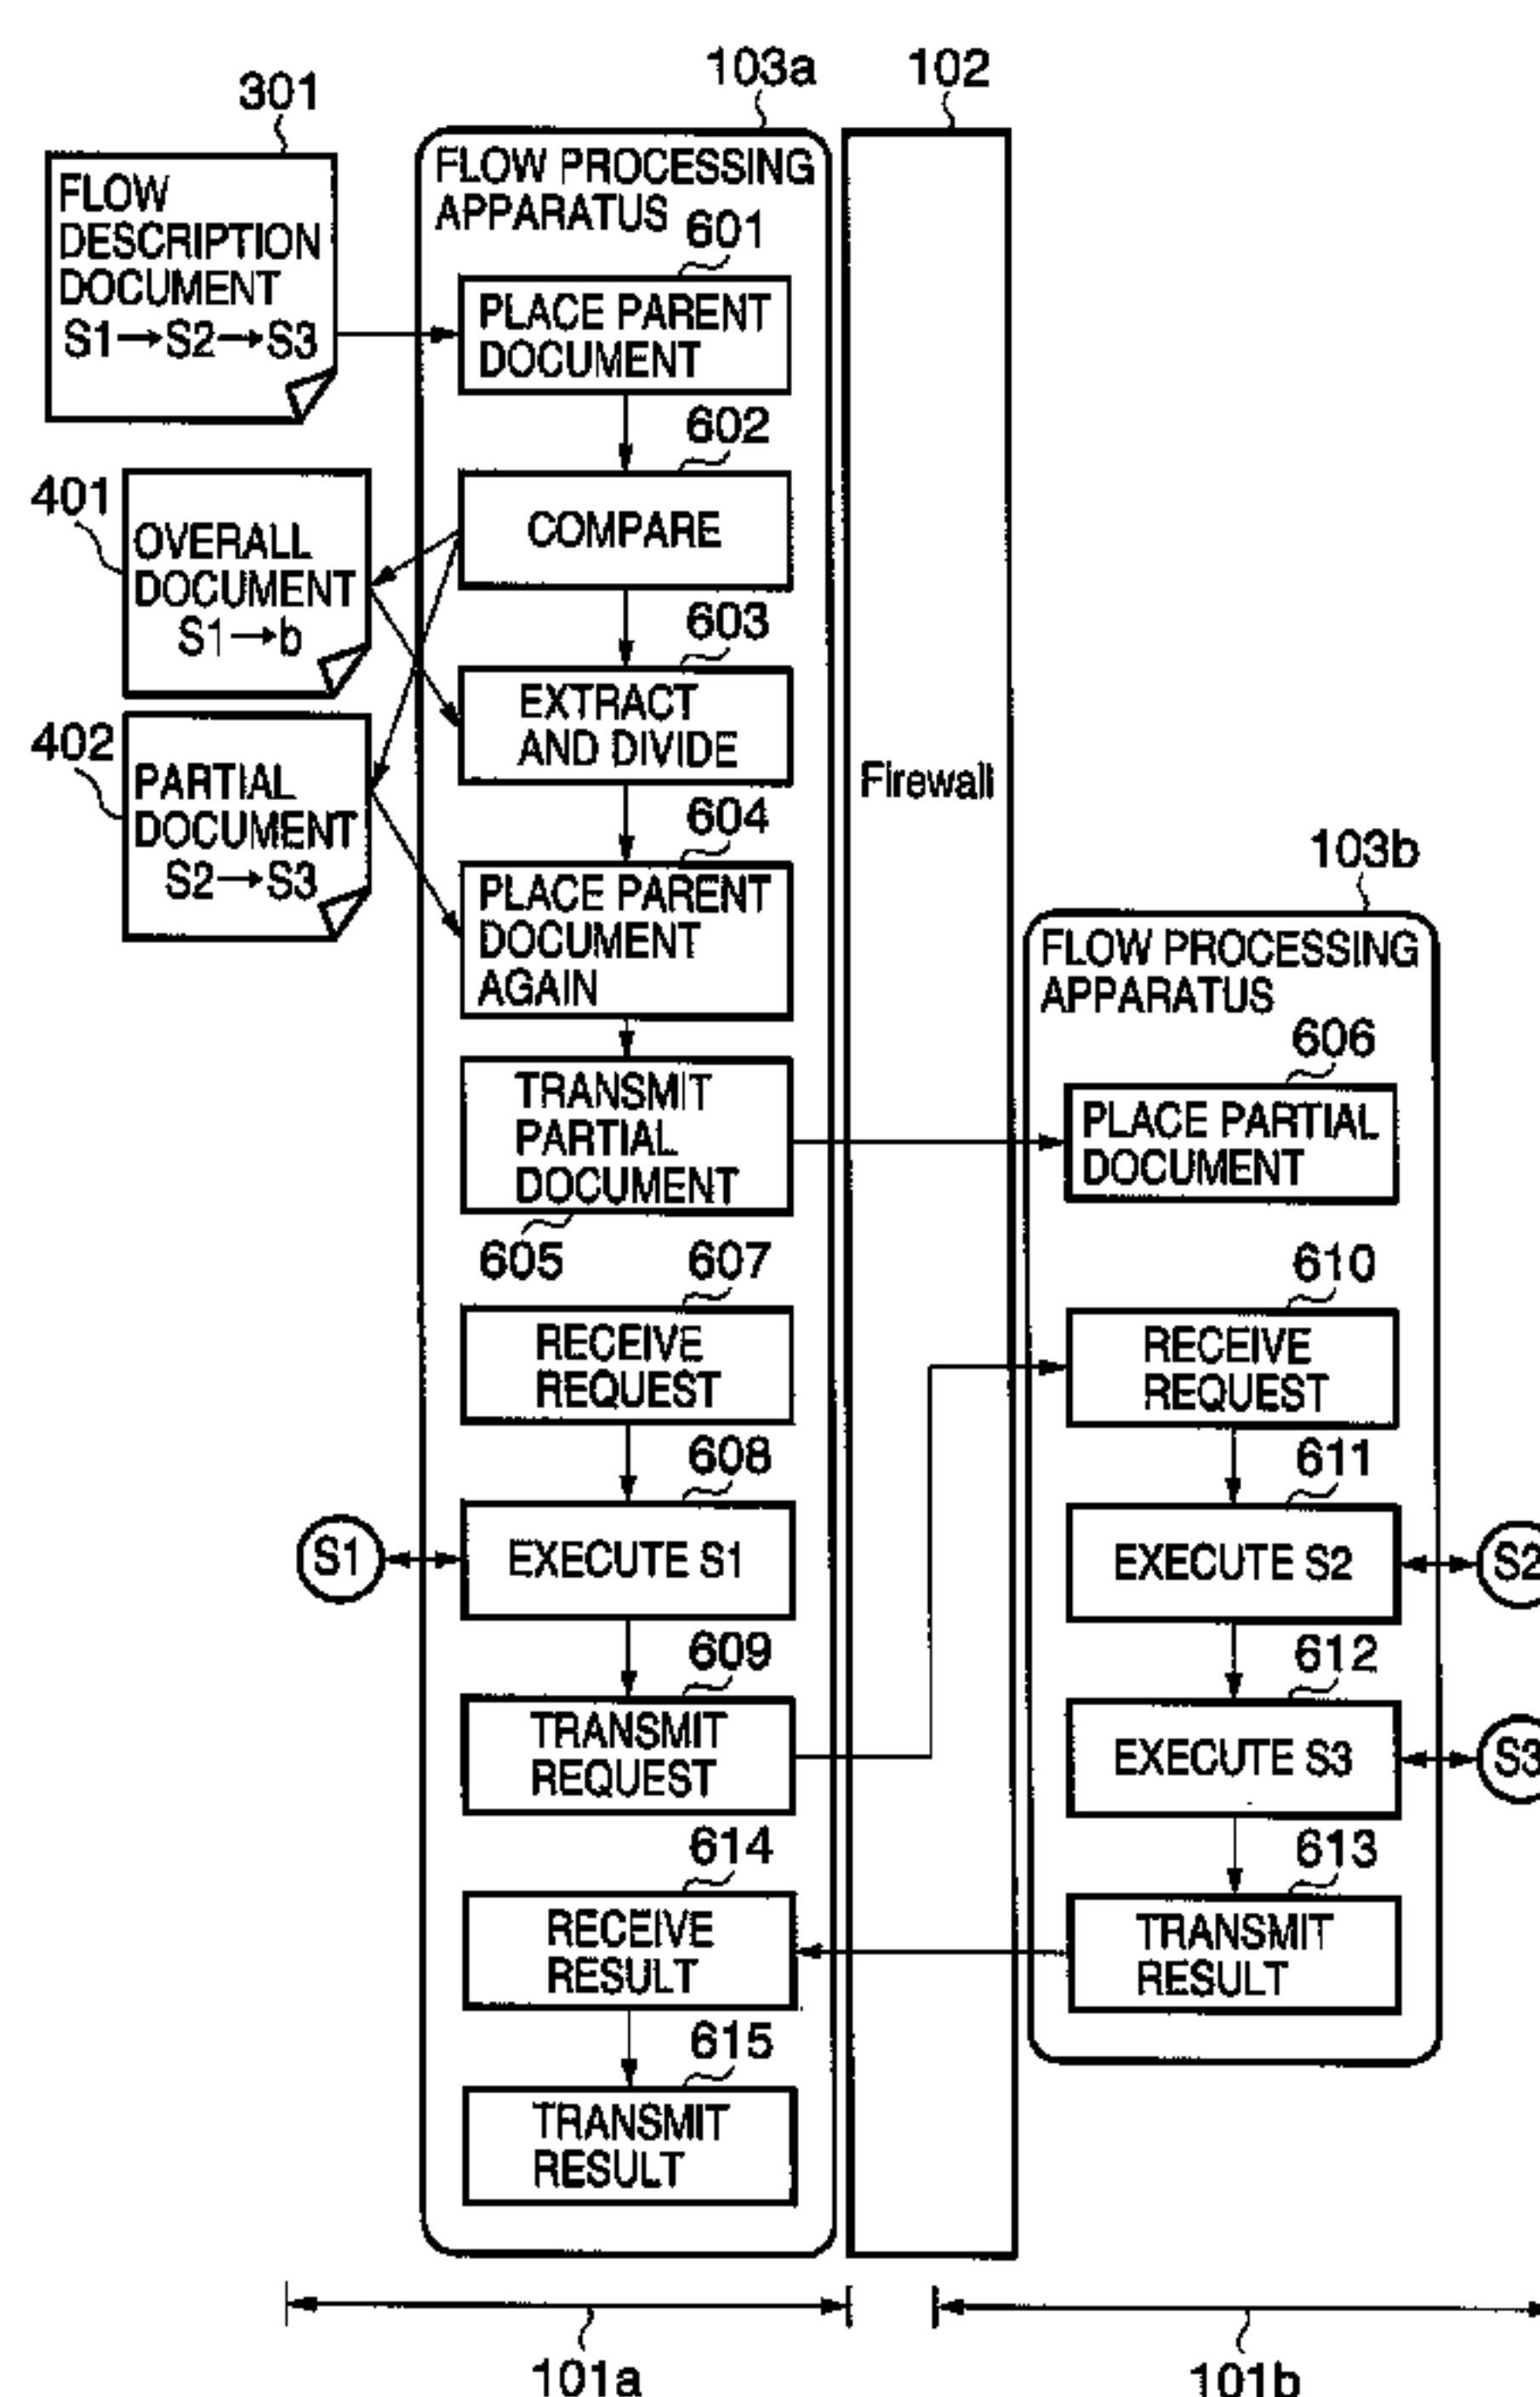 103a
102
301
FLOW PROCESSING
APPARATUS
FLOW
DESCRIPTION
DOCUMENT
S1→S2→S3
601
PLACE PARENT
DOCUMENT
602
COMPARE
401
OVERALL
DOCUMENT
S1→b
603
EXTRACT
AND DIVIDE
402
PARTIAL
DOCUMENT
S2→S3
Firewall
604
PLACE PARENT
DOCUMENT
AGAIN
103b
FLOW PROCESSING
APPARATUS
TRANSMIT
PARTIAL
DOCUMENT
605
606
PLACE PARTIAL
DOCUMENT
607
RECEIVE
REQUEST
610
RECEIVE
REQUEST
608
S1
EXECUTE S1
611
EXECUTE S2
S2
609
TRANSMIT
REQUEST
612
EXECUTE S3
S3
614
RECEIVE
RESULT
613
TRANSMIT
RESULT
615
TRANSMIT
RESULT
101a
101b